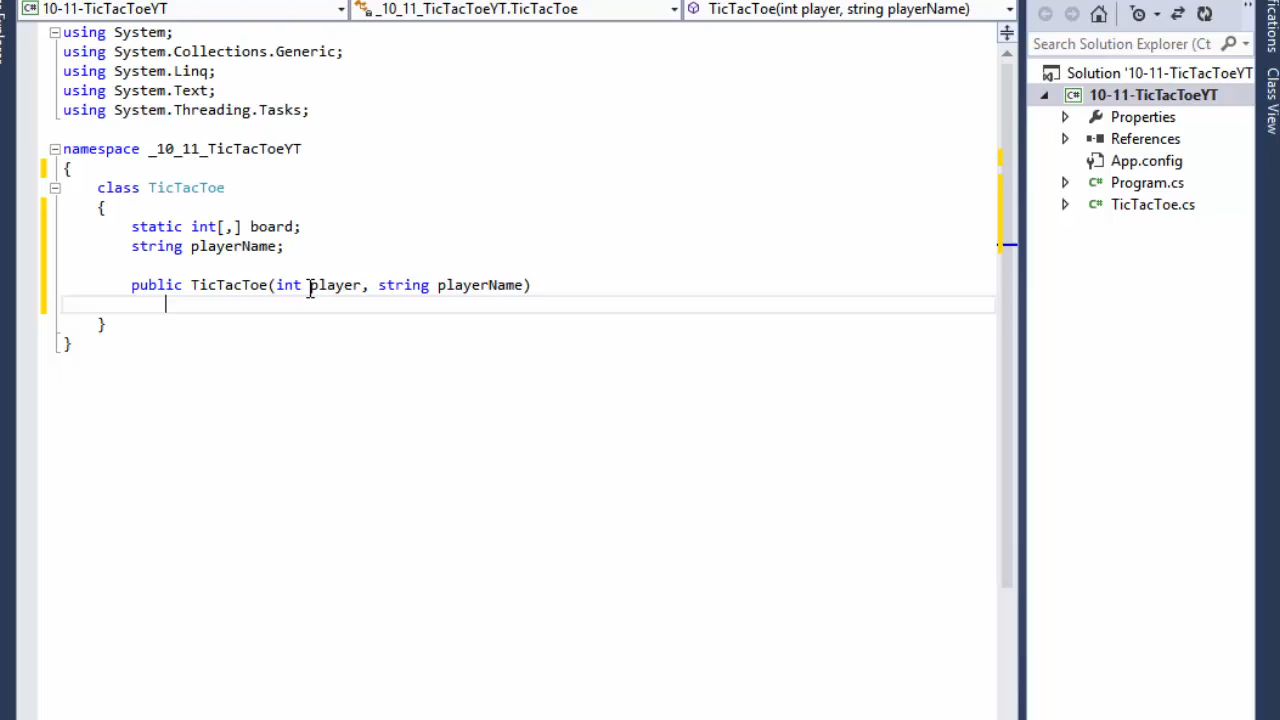 10-11-TicTacToeYT
_10_11_TicTacToeYT.TicTacToe
TicTacToe(int player, string playerName)
using System;
using System.Collections.Generic;
using System.Linq;
using System.Text;
using System.Threading.Tasks;
namespace _10_11_TicTacToeYT
{
class TicTacToe
{
static int[,] board;
string playerName;
public TicTacToe(int player, string playerName)
}
}
Search Solution Explorer (Ct
Solution '10-11-TicTacToeYT
C# 10-11-TicTacToeYT
Properties
References
App.config
C# Program.cs
C# TicTacToe.cs
Class View